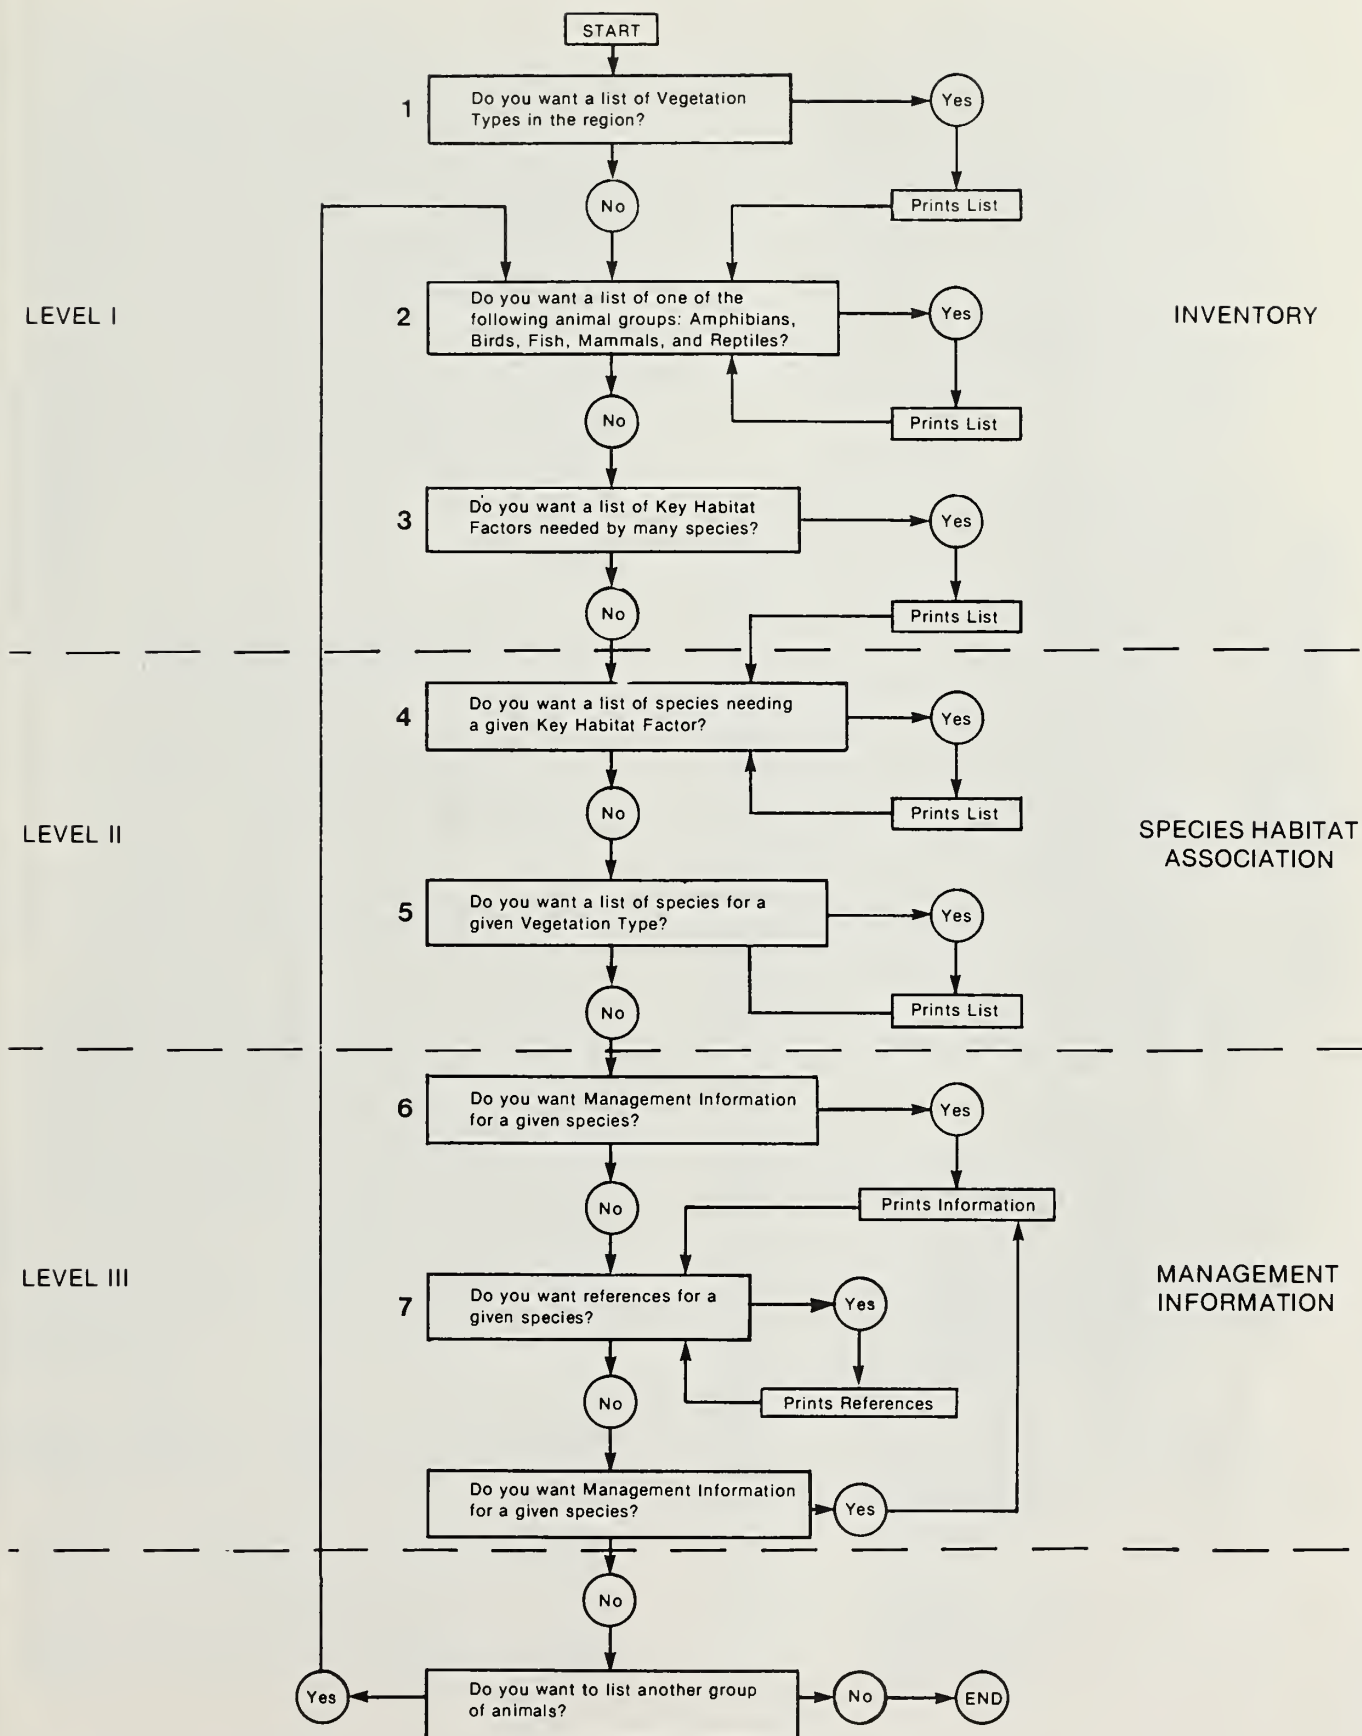 START
1
Do you want a list of Vegetation
Types in the region?
Yes
No
Prints List
LEVEL I
INVENTORY
2
Do you want a list of one of the
following animal groups: Amphibians,
Birds, Fish, Mammals, and Reptiles?
Yes
No
Prints List
3
Do you want a list of Key Habitat
Factors needed by many species?
Yes
No
Prints List
4
Do you want a list of species needing
a given Key Habitat Factor?
Yes
No
Prints List
LEVEL II
SPECIES HABITAT
ASSOCIATION
5
Do you want a list of species for a
given Vegetation Type?
Yes
No
Prints List
6
Do you want Management Information
for a given species?
Yes
No
Prints Information
LEVEL III
MANAGEMENT
INFORMATION
7
Do you want references for a
given species?
Yes
No
Prints References
Do you want Management Information
for a given species?
Yes
No
Yes
Do you want to list another group
of animals?
No
END